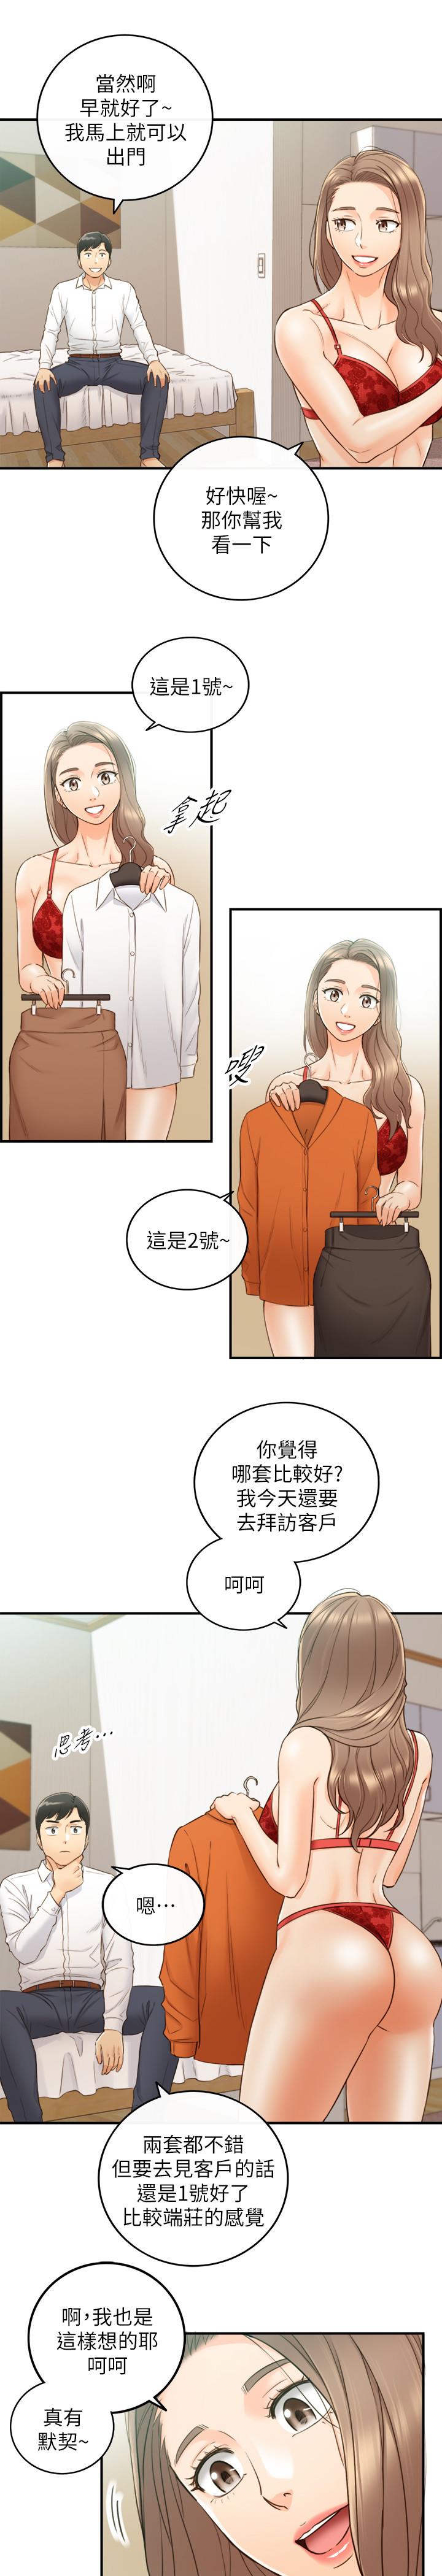 當然啊
早就好了~
我馬上就可以
出門
好快喔~
那你幫我
看一下
這是1號~
拿起
嗖
這是2號~
你覺得
哪套比較好?
我今天還要
去拜訪客戶
呵呵
思考…
嗯…
兩套都不錯
但要去見客戶的話
還是1號好了
比較端莊的感覺
啊,我也是
這樣想的耶
呵呵
真有
默契~